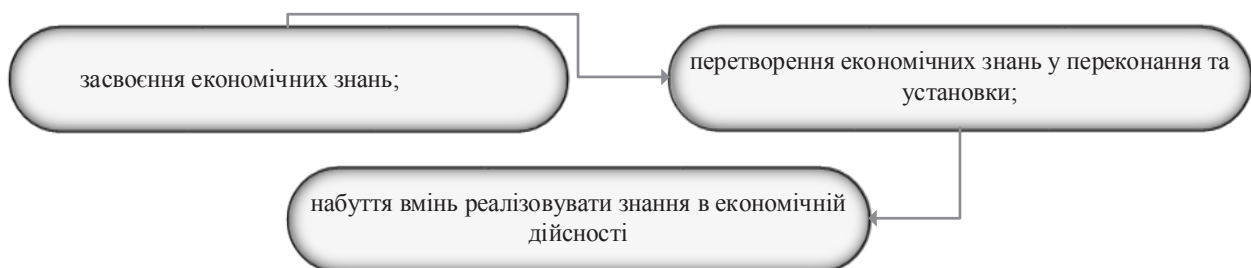 засвоєння економічних знань;
перетворення економічних знань у переконання та
установки;
набуття вмінь реалізовувати знання в економічній
дійсності